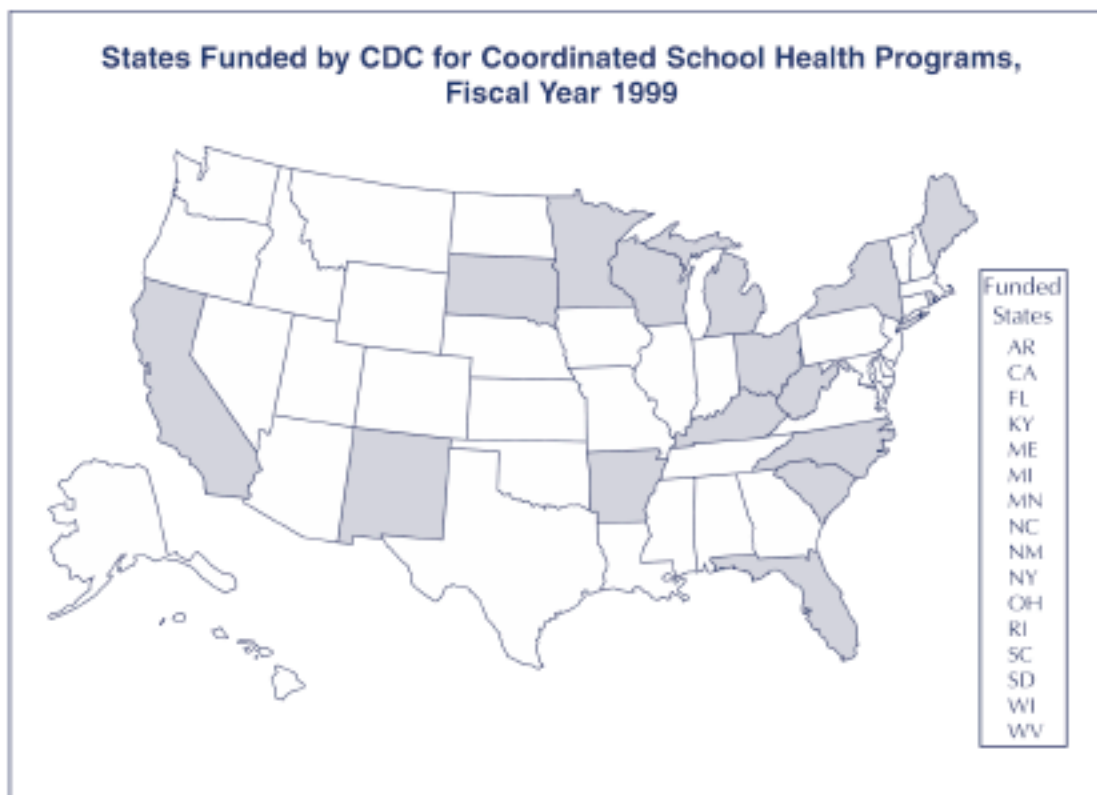 States Funded by CDC for Coordinated School Health Programs,
Fiscal Year 1999
Funded
States
AR
CA
FL
KY
ME
MI
MN
NC
NM
NY
OH
RI
SC
SD
WI
WV